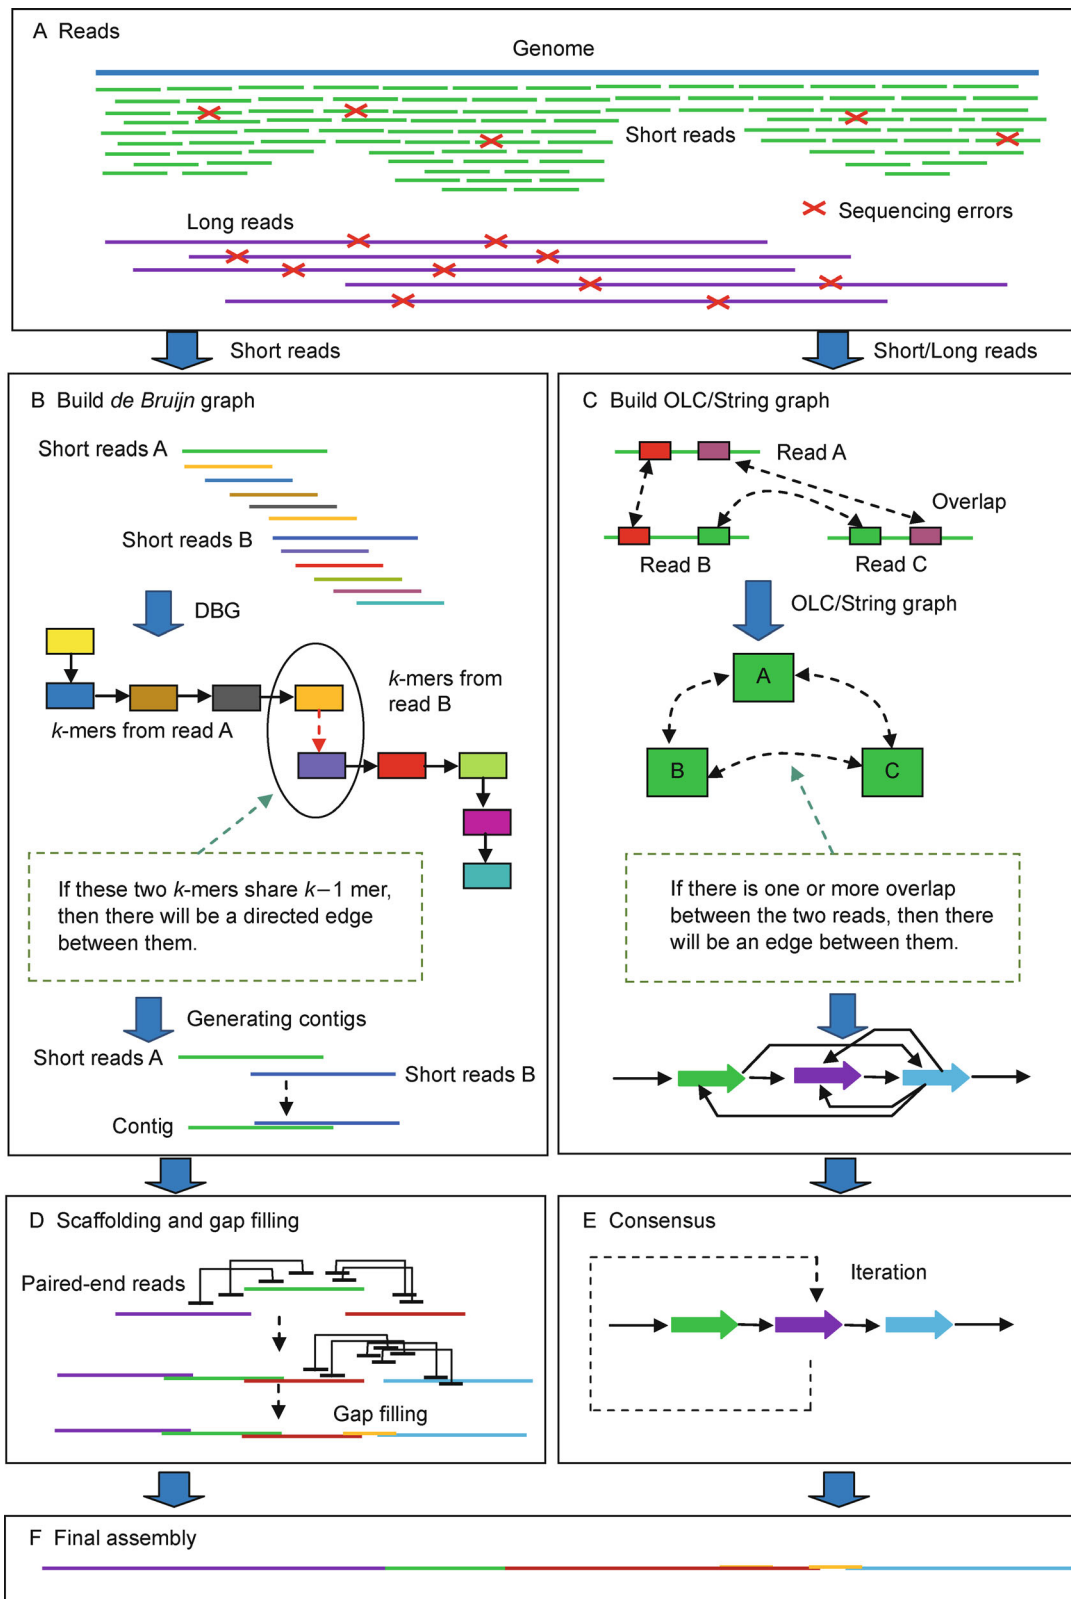 A Reads
Genome
Short reads
Sequencing errors
Long reads
Short reads
Short/Long reads
B Build de Bruijn graph
Short reads A
Short reads B
DBG
k-mers from
read B
k-mers from read A
If these two k-mers share k−1 mer,
then there will be a directed edge
between them.
Generating contigs
Short reads A
Short reads B
Contig
C Build OLC/String graph
Read A
Overlap
Read B
Read C
OLC/String graph
A
B
C
If there is one or more overlap
between the two reads, then there
will be an edge between them.
D Scaffolding and gap filling
Paired-end reads
Gap filling
E Consensus
Iteration
F Final assembly